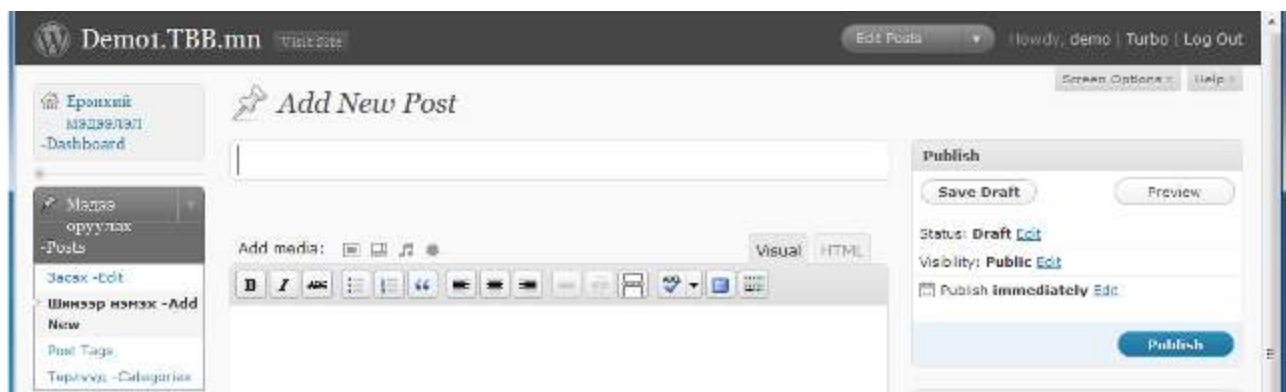 Demo1.TBB.mn Visit Site
Edit Posts
Howdy, demo | Turbo | Log Out
Screen Options
Help
Ерөнхий
мэдээлэл
-Dashboard
Add New Post
Мэдээ
оруулах
-Posts
Засах -Edit
Шинээр нэмэх -Add
New
Post Tags
Төрлүүд -Categories
Add media:
Visual
HTML
B I ABC
Publish
Save Draft
Preview
Status: Draft Edit
Visibility: Public Edit
Publish immediately Edit
Publish